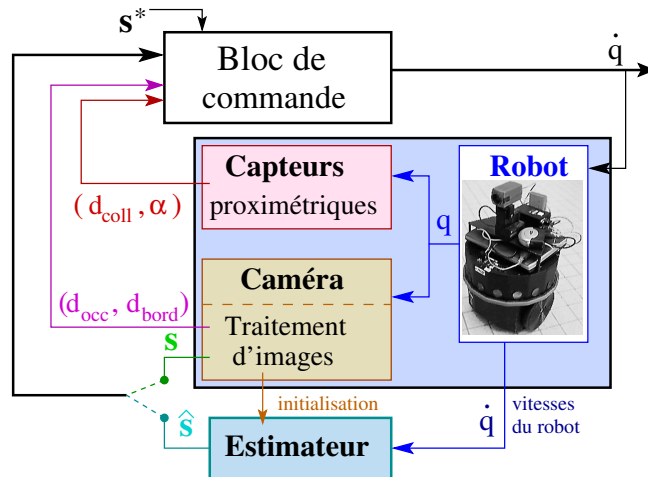 s*
q̇
Bloc de
commande
Capteurs
proximétriques
Robot
(d_coll, α)
q
Caméra
(d_occ, d_bord)
Traitement
d'images
s
initialisation
ŝ
Estimateur
q̇
vitesses
du robot